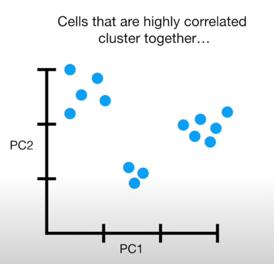 Cells that are highly correlated
cluster together…
PC2
PC1